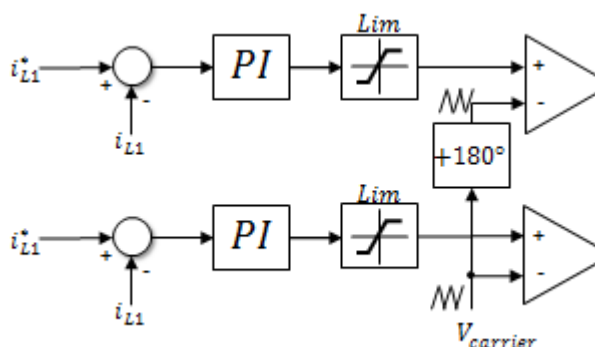 Lim
i*L1 + - PI + -
iL1
+180°
Lim
i*L1 + - PI + -
iL1
Vcarrier